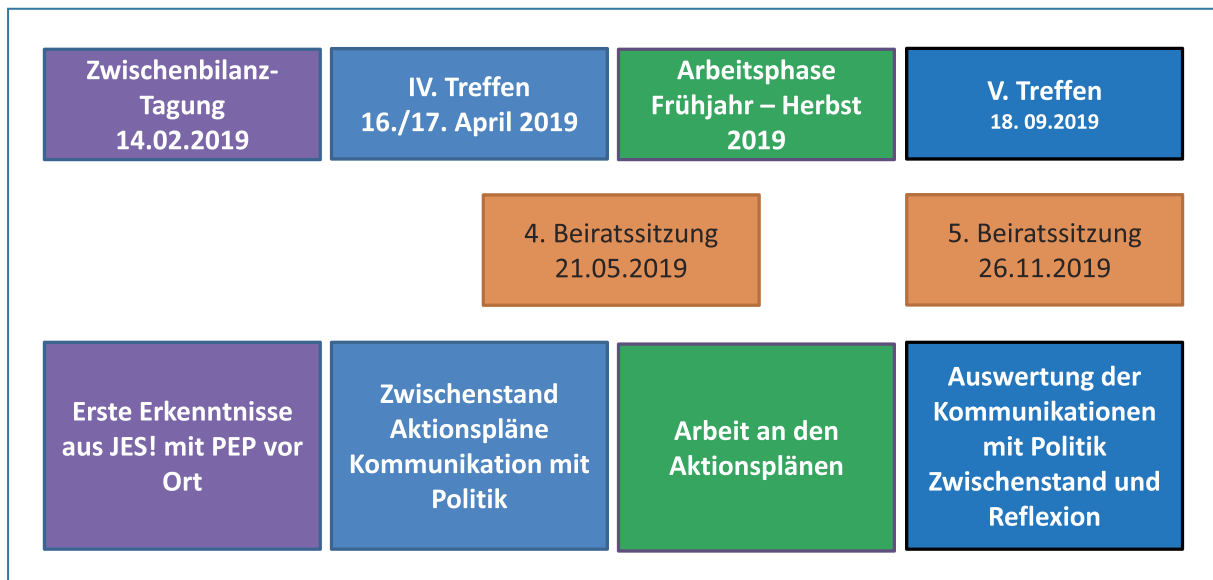 Zwischenbilanz-
Tagung
14.02.2019
IV. Treffen
16./17. April 2019
Arbeitsphase
Frühjahr – Herbst
2019
V. Treffen
18. 09.2019
4. Beiratssitzung
21.05.2019
5. Beiratssitzung
26.11.2019
Erste Erkenntnisse
aus JES! mit PEP vor
Ort
Zwischenstand
Aktionspläne
Kommunikation mit
Politik
Arbeit an den
Aktionsplänen
Auswertung der
Kommunikationen
mit Politik
Zwischenstand und
Reflexion